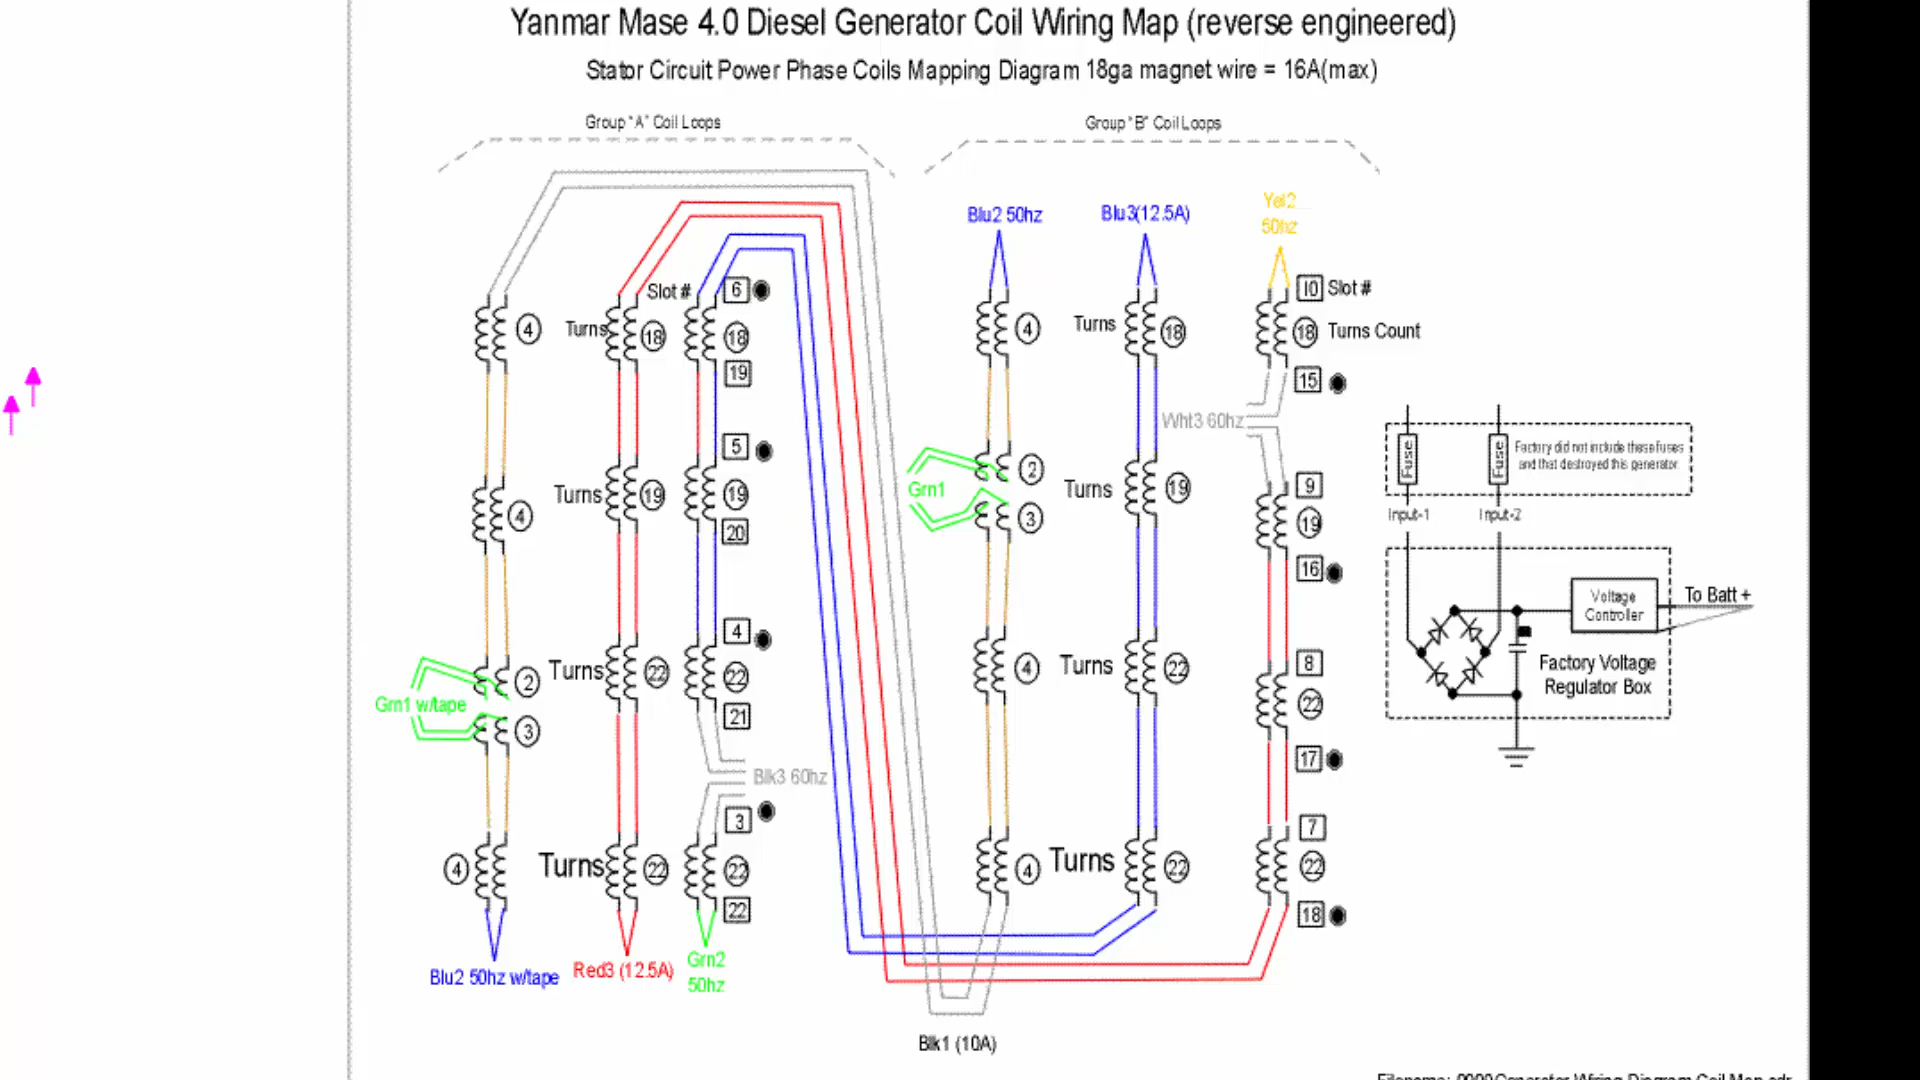 Yanmar Mase 4.0 Diesel Generator Coil Wiring Map (reverse engineered)
Stator Circuit Power Phase Coils Mapping Diagram 18ga magnet wire = 16A(max)
Group "A" Coil Loops
Group "B" Coil Loops
Blu2 50hz
Blu3(12.5A)
Yel2
50hz
Slot #
6
10
Slot #
4
Turns
18
18
19
4
Turns
18
18
Turns Count
15
Wht3 60hz
5
4
Turns
19
19
20
Grn1
2
3
Turns
19
9
19
16
Fuse
Fuse
Factory did not include these fuses
and that destroyed this generator
Input-1
Input-2
Voltage
Controller
To Batt +
Factory Voltage
Regulator Box
4
Grn1 w/tape
2
3
Turns
22
22
21
4
Turns
22
8
22
17
Blk3 60hz
3
7
4
Turns
22
22
22
4
Turns
22
22
18
Blu2 50hz w/tape
Red3 (12.5A)
Grn2
50hz
Blk1 (10A)